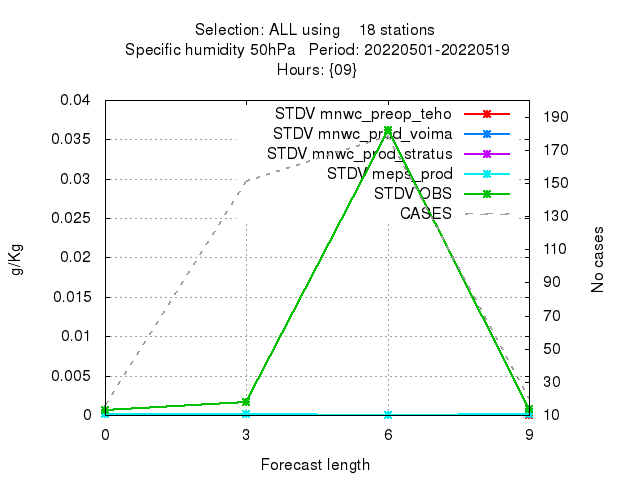 Selection: ALL using 18 stations
Specific humidity 50hPa Period: 20220501-20220519
Hours: {09}
0.04
0.035
0.03
0.025
0.02
0.015
0.01
0.005
0
g/Kg
STDV mnwc_preop_teho
STDV mnwc_prod_voima
STDV mnwc_prod_stratus
STDV meps_prod
STDV OBS
CASES
190
170
150
130
110
90
70
50
30
10
No cases
0 3 6 9
Forecast length